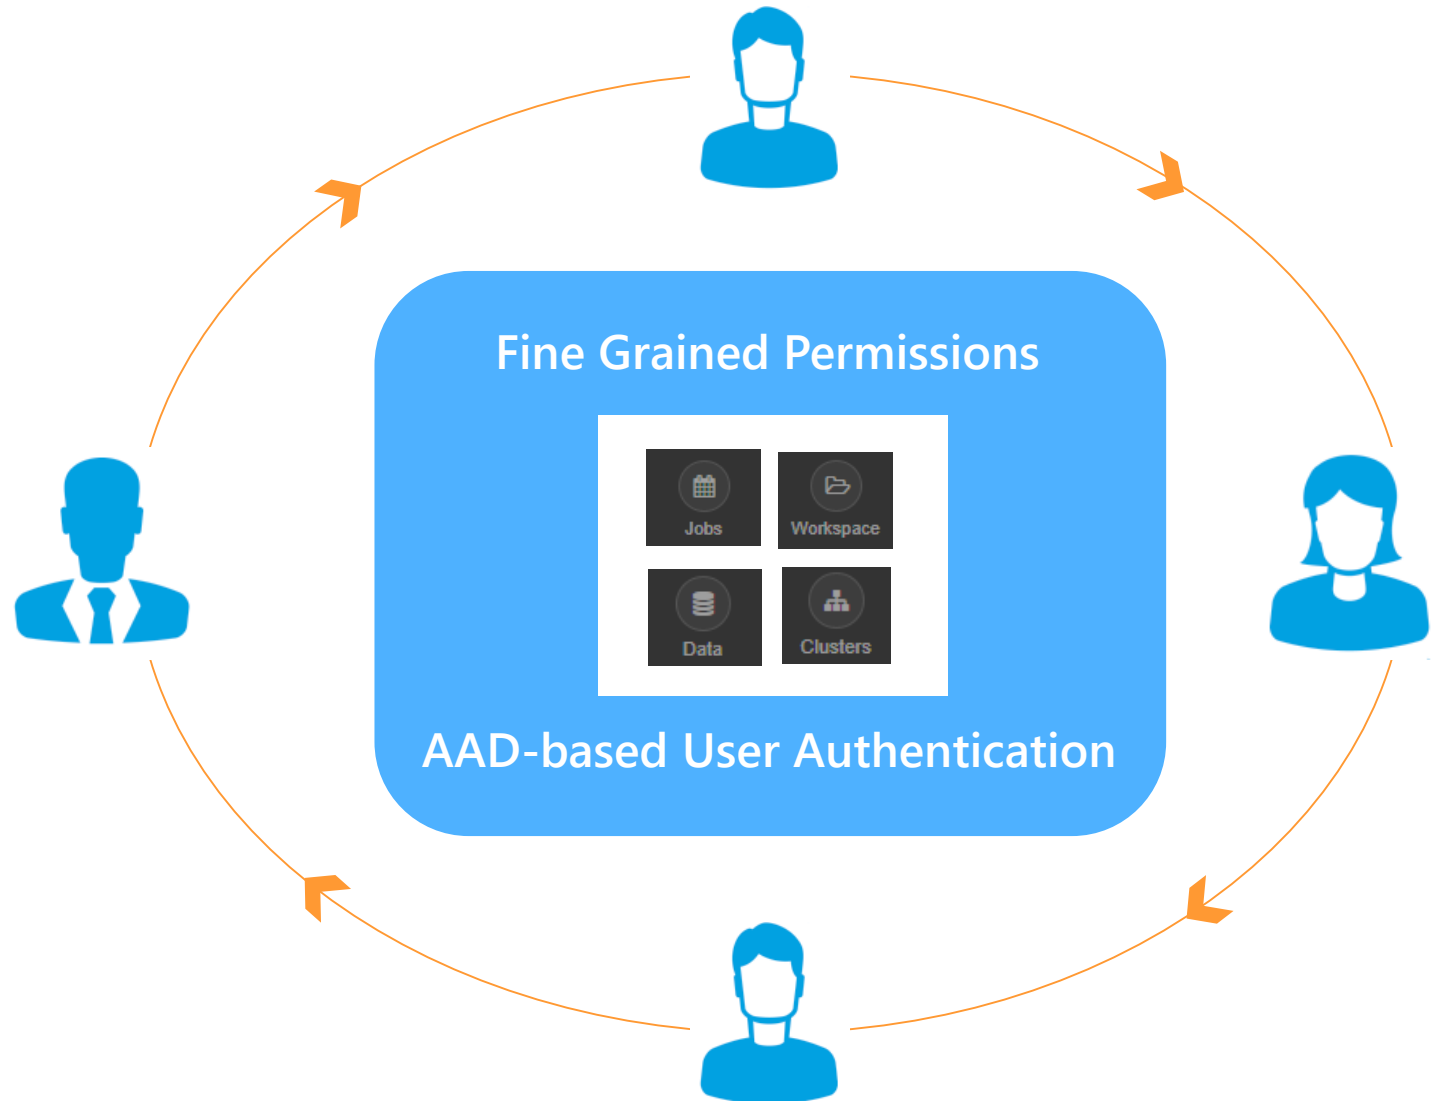 Fine Grained Permissions
Jobs
Workspace
Data
Clusters
AAD-based User Authentication